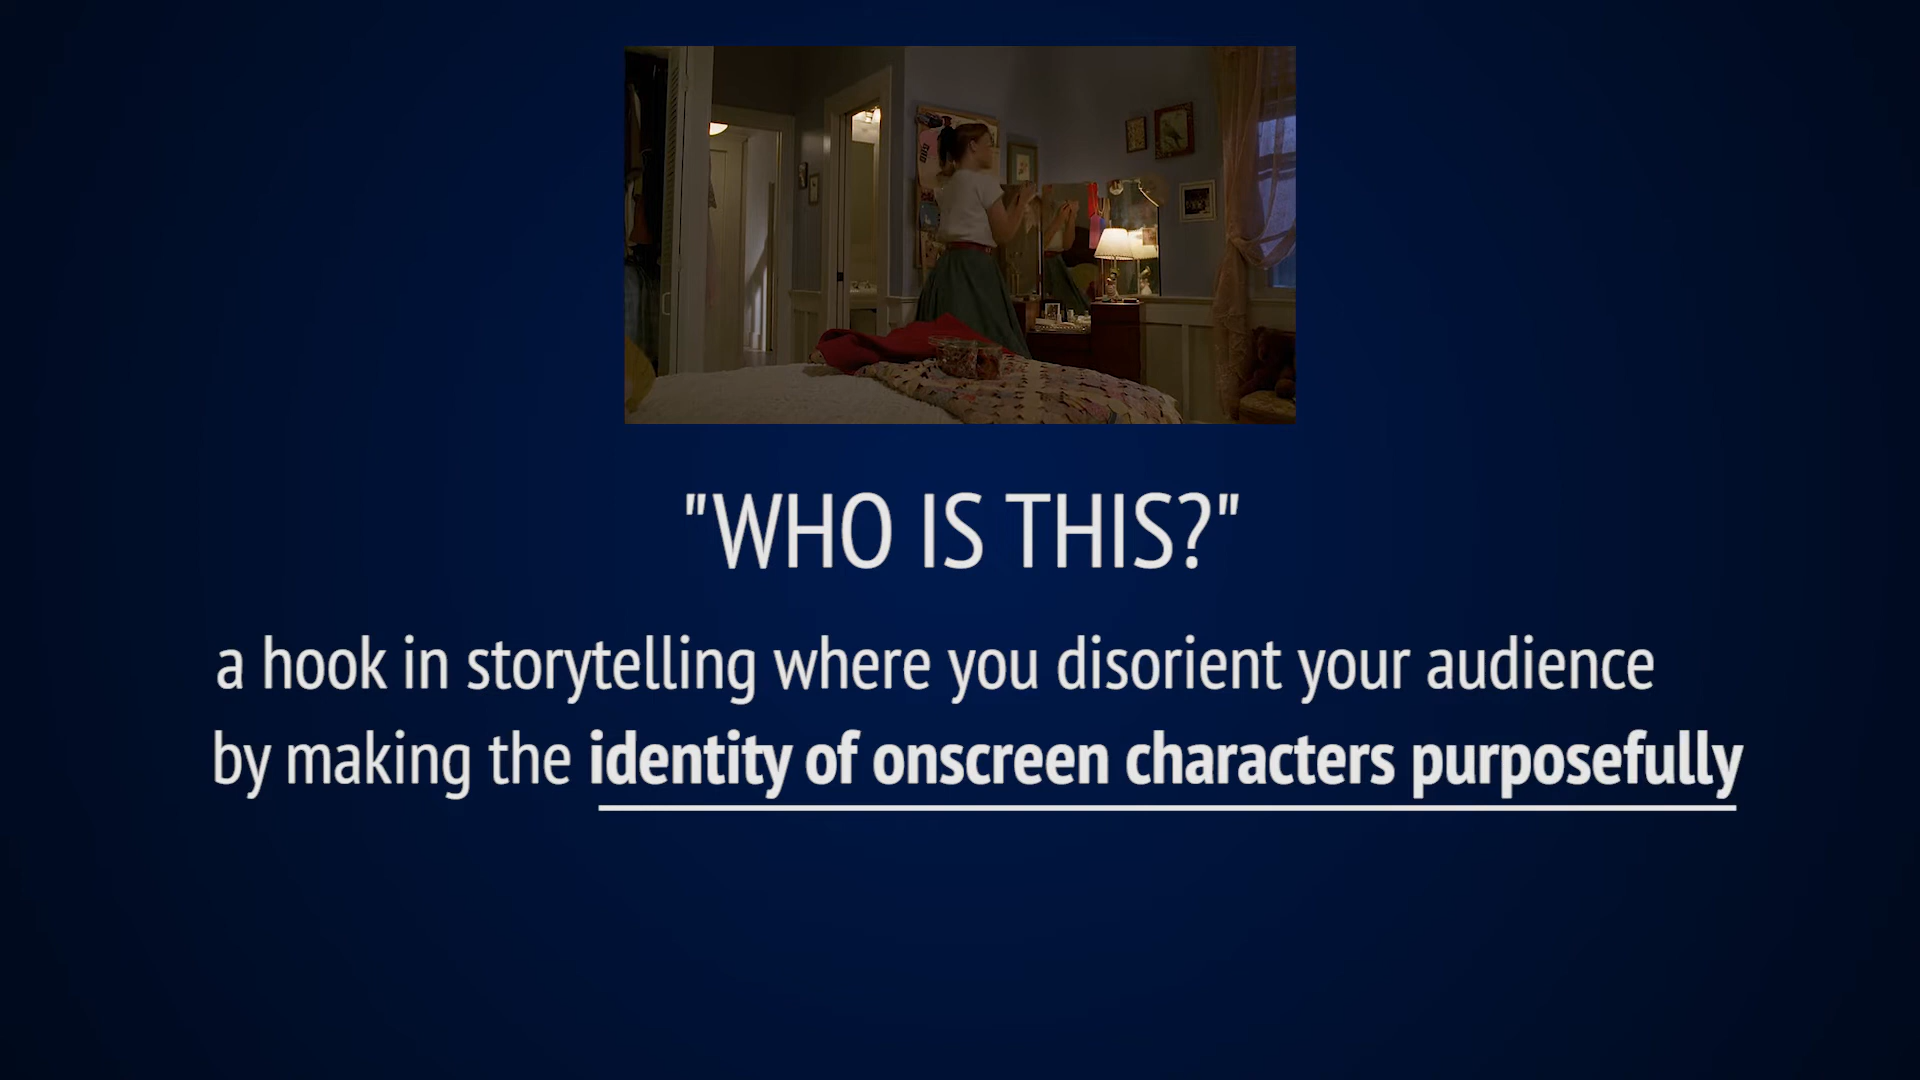 "WHO IS THIS?"
a hook in storytelling where you disorient your audience
by making the identity of onscreen characters purposefully